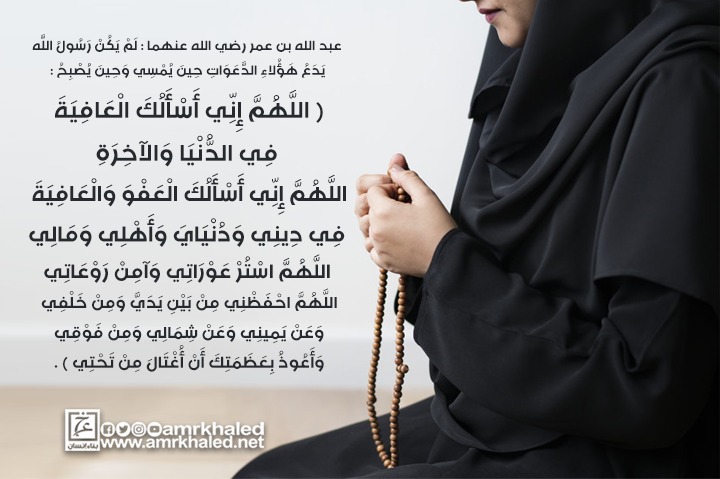 عبد الله بن عمر رضي الله عنهما : لَمْ يَكُنْ رَسُولُ اللَّه
يَدَعُ هَؤُلاءِ الدَّعَوَاتِ حِينَ يُمْسِي وَحِينَ يُصْبِحُ :
( اللَّهُمَّ إِنِّي أَسْأَلُكَ الْعَافِيَةَ
فِي الدُّنْيَا وَالآخِرَةِ
اللَّهُمَّ إِنِّي أَسْأَلُكَ الْعَفْوَ وَالْعَافِيَةَ
فِي دِينِي وَدُنْيَايَ وَأَهْلِي وَمَالِي
اللَّهُمَّ اسْتُرْ عَوْرَاتِي وَآمِنْ رَوْعَاتِي
اللَّهُمَّ احْفَظْنِي مِنْ بَيْنِ يَدَيَّ وَمِنْ خَلْفِي
وَعَنْ يَمِينِي وَعَنْ شِمَالِي وَمِنْ فَوْقِي
وَأَعُوذُ بِعَظَمَتِكَ أَنْ أُغْتَالَ مِنْ تَحْتِي ) .
amrkhaled
www.amrkhaled.net
بناء إنسان